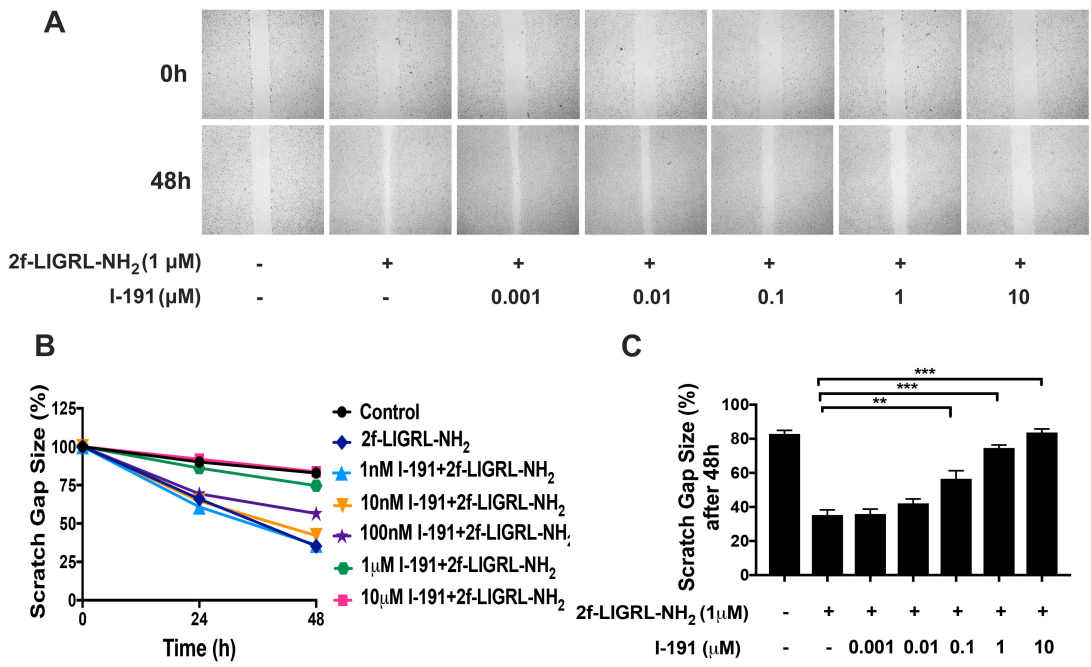 A
0h
48h
2f-LIGRL-NH2 (1 µM) - + + + + + +
I-191 (µM) - - 0.001 0.01 0.1 1 10
B
Scratch Gap Size (%)
125
100
75
50
25
0
0 24 48
Time (h)
Control
2f-LIGRL-NH2
1nM I-191+2f-LIGRL-NH2
10nM I-191+2f-LIGRL-NH2
100nM I-191+2f-LIGRL-NH
1µM I-191+2f-LIGRL-NH2
10µM I-191+2f-LIGRL-NH2
C
Scratch Gap Size (%)
after 48h
100
80
60
40
20
0
***
***
**
2f-LIGRL-NH2 (1µM) - + + + + + +
I-191 (µM) - - 0.001 0.01 0.1 1 10